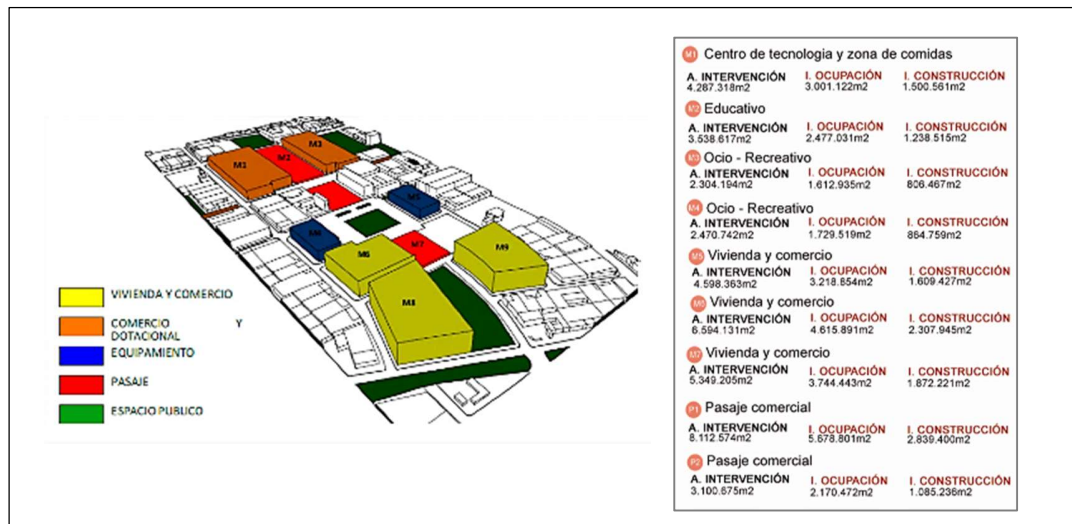 M1
M2
M3
M5
M6
M7
M9
M8
VIVIENDA Y COMERCIO
COMERCIO Y
DOTACIONAL
EQUIPAMIENTO
PASAJE
ESPACIO PUBLICO
M1 Centro de tecnologia y zona de comidas
A. INTERVENCIÓN I. OCUPACIÓN I. CONSTRUCCIÓN
4.287.318m2 3.001.122m2 1.500.561m2
M2 Educativo
A. INTERVENCIÓN I. OCUPACIÓN I. CONSTRUCCIÓN
3.538.617m2 2.477.031m2 1.238.515m2
M3 Ocio - Recreativo
A. INTERVENCIÓN I. OCUPACIÓN I. CONSTRUCCIÓN
2.304.194m2 1.612.935m2 806.467m2
M4 Ocio - Recreativo
A. INTERVENCIÓN I. OCUPACIÓN I. CONSTRUCCIÓN
2.470.742m2 1.729.519m2 864.759m2
M5 Vivienda y comercio
A. INTERVENCIÓN I. OCUPACIÓN I. CONSTRUCCIÓN
4.598.363m2 3.218.854m2 1.609.427m2
M6 Vivienda y comercio
A. INTERVENCIÓN I. OCUPACIÓN I. CONSTRUCCIÓN
6.594.131m2 4.615.891m2 2.307.945m2
M7 Vivienda y comercio
A. INTERVENCIÓN I. OCUPACIÓN I. CONSTRUCCIÓN
5.349.205m2 3.744.443m2 1.872.221m2
P1 Pasaje comercial
A. INTERVENCIÓN I. OCUPACIÓN I. CONSTRUCCIÓN
8.112.574m2 5.678.801m2 2.839.400m2
P2 Pasaje comercial
A. INTERVENCIÓN I. OCUPACIÓN I. CONSTRUCCIÓN
3.100.675m2 2.170.472m2 1.085.236m2